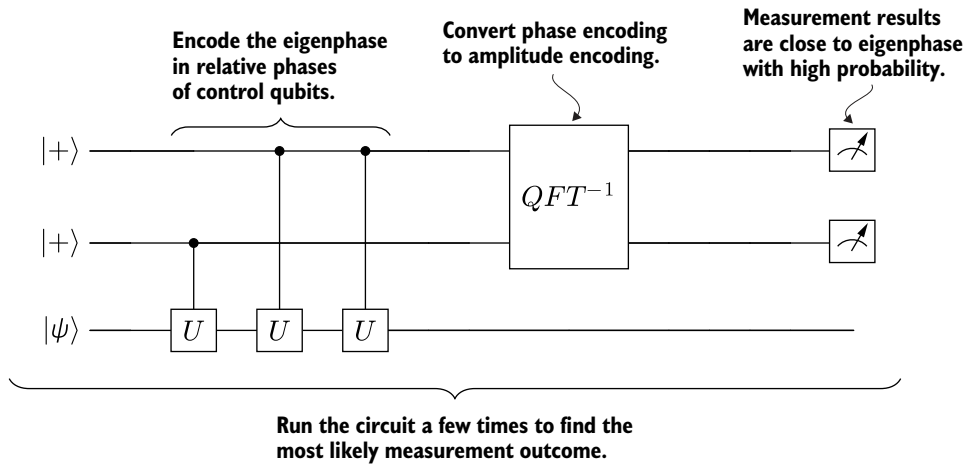 Encode the eigenphase
in relative phases
of control qubits.
Convert phase encoding
to amplitude encoding.
Measurement results
are close to eigenphase
with high probability.
|+⟩
QFT⁻¹
|+⟩
|ψ⟩ U U U
Run the circuit a few times to find the
most likely measurement outcome.